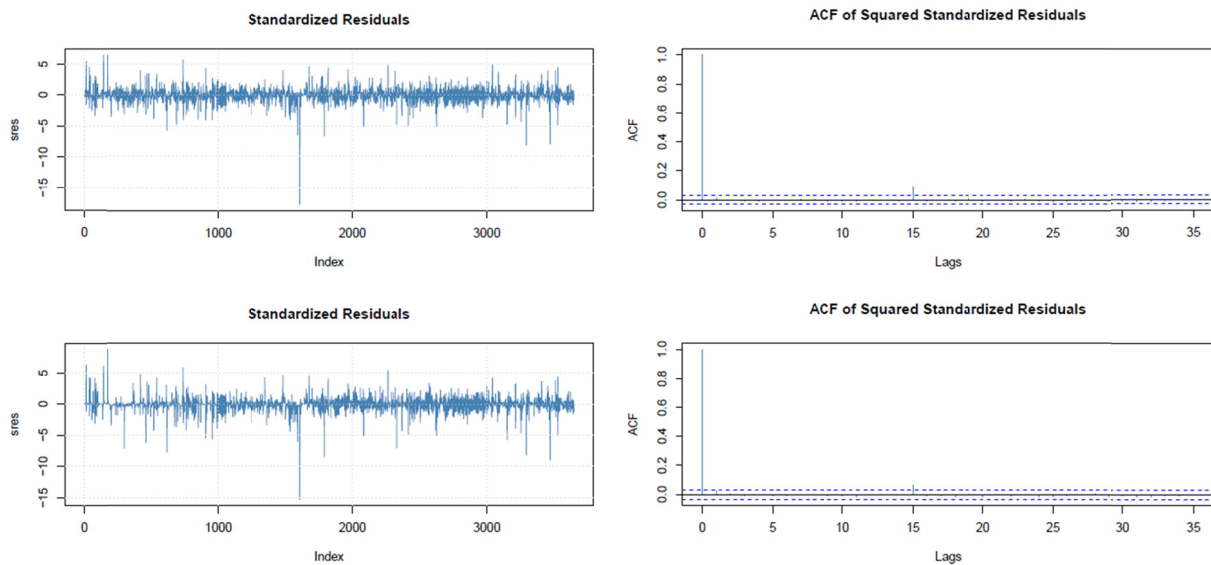 Standardized Residuals
sres
5
0
−5
−10
−15
0 1000 2000 3000
Index
ACF of Squared Standardized Residuals
ACF
1.0
0.8
0.6
0.4
0.2
0.0
0 5 10 15 20 25 30 35
Lags
Standardized Residuals
sres
5
0
−5
−10
−15
0 1000 2000 3000
Index
ACF of Squared Standardized Residuals
ACF
1.0
0.8
0.6
0.4
0.2
0.0
0 5 10 15 20 25 30 35
Lags